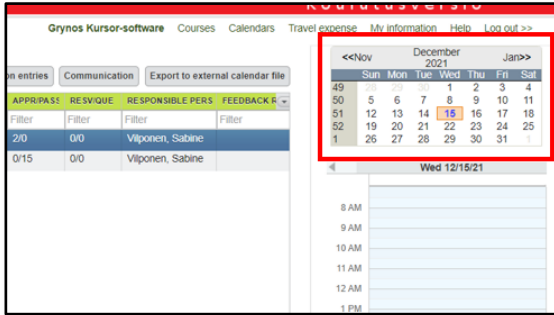 Koulutusversio
Grynos Kursor-software Courses Calendars Travel expense My information Help Log out >>
<<Nov December 2021 Jan>>
Sun Mon Tue Wed Thu Fri Sat
49 28 29 30 1 2 3 4
50 5 6 7 8 9 10 11
51 12 13 14 15 16 17 18
52 19 20 21 22 23 24 25
1 26 27 28 29 30 31 1
on entries Communication Export to external calendar file
APPR/PASS RESV/QUE RESPONSIBLE PERS FEEDBACK R
Filter Filter Filter Filter
2/0 0/0 Vilponen, Sabine
0/15 0/0 Vilponen, Sabine
Wed 12/15/21
8 AM
9 AM
10 AM
11 AM
12 AM
1 PM